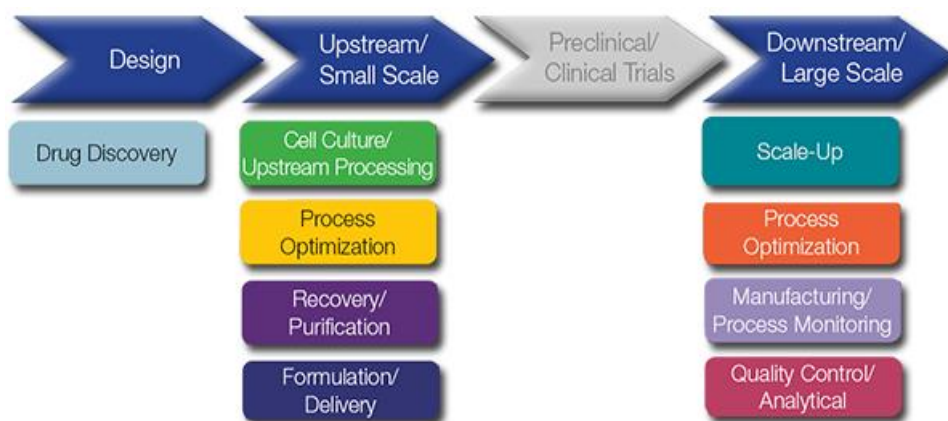 Design
Upstream/
Small Scale
Preclinical/
Clinical Trials
Downstream/
Large Scale
Drug Discovery
Cell Culture/
Upstream Processing
Process
Optimization
Recovery/
Purification
Formulation/
Delivery
Scale-Up
Process
Optimization
Manufacturing/
Process Monitoring
Quality Control/
Analytical